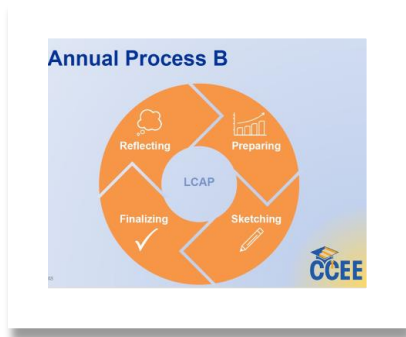 Annual Process B
Reflecting
Preparing
LCAP
Finalizing
Sketching
CCEE